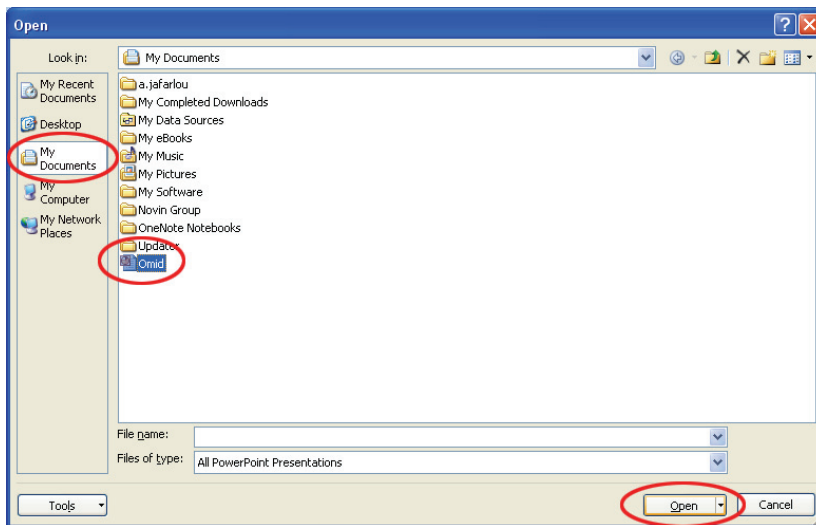 Open
Look in:
My Documents
My Recent
Documents
Desktop
My
Documents
My
Computer
My Network
Places
a.jafarlou
My Completed Downloads
My Data Sources
My eBooks
My Music
My Pictures
My Software
Novin Group
OneNote Notebooks
Updater
Omid
File name:
Files of type:
All PowerPoint Presentations
Tools
Open
Cancel